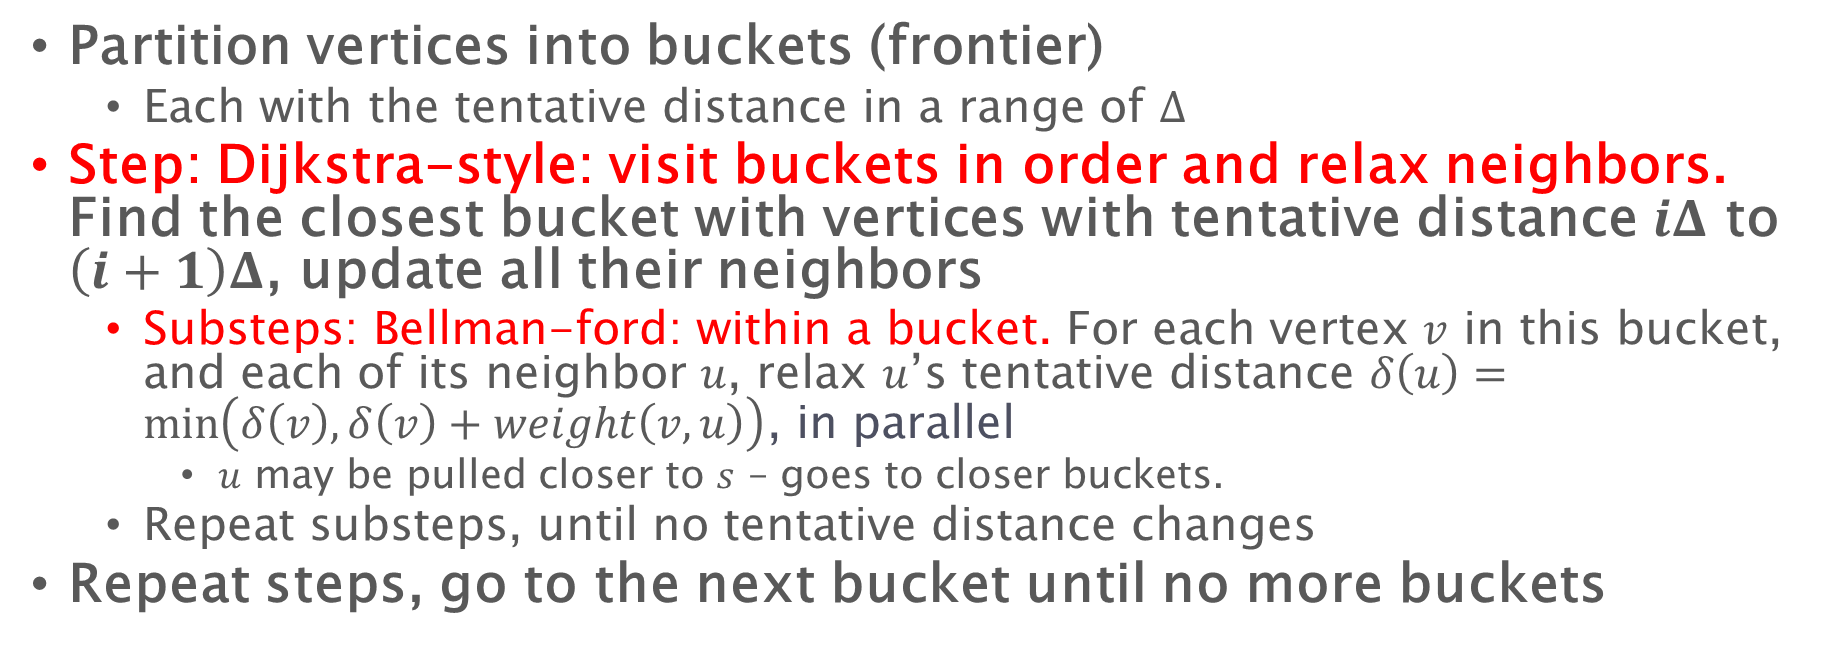 • Partition vertices into buckets (frontier)
• Each with the tentative distance in a range of Δ
• Step: Dijkstra-style: visit buckets in order and relax neighbors.
Find the closest bucket with vertices with tentative distance iΔ to
(i + 1)Δ, update all their neighbors
• Substeps: Bellman-ford: within a bucket. For each vertex v in this bucket,
and each of its neighbor u, relax u’s tentative distance δ(u) =
min(δ(v), δ(v) + weight(v, u)), in parallel
• u may be pulled closer to s – goes to closer buckets.
• Repeat substeps, until no tentative distance changes
• Repeat steps, go to the next bucket until no more buckets